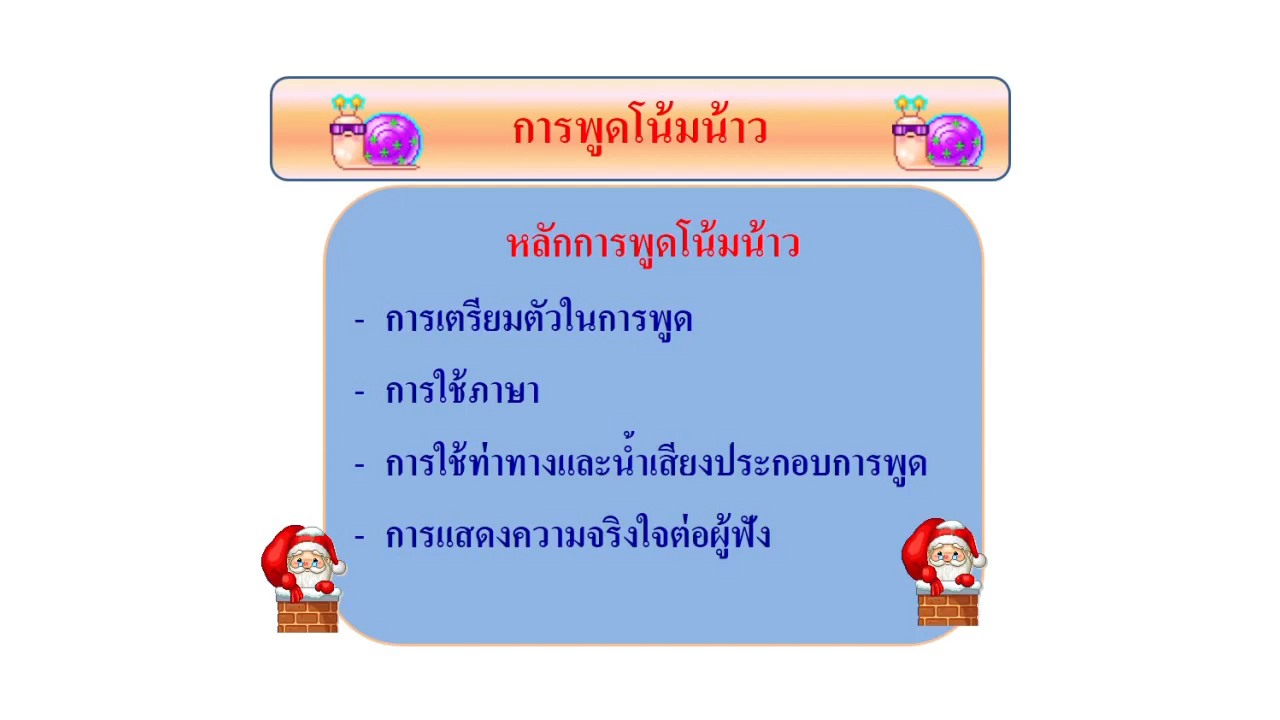 การพูดโน้มน้าว
หลักการพูดโน้มน้าว
- การเตรียมตัวในการพูด
- การใช้ภาษา
- การใช้ท่าทางและน้ำเสียงประกอบการพูด
- การแสดงความจริงใจต่อผู้ฟัง